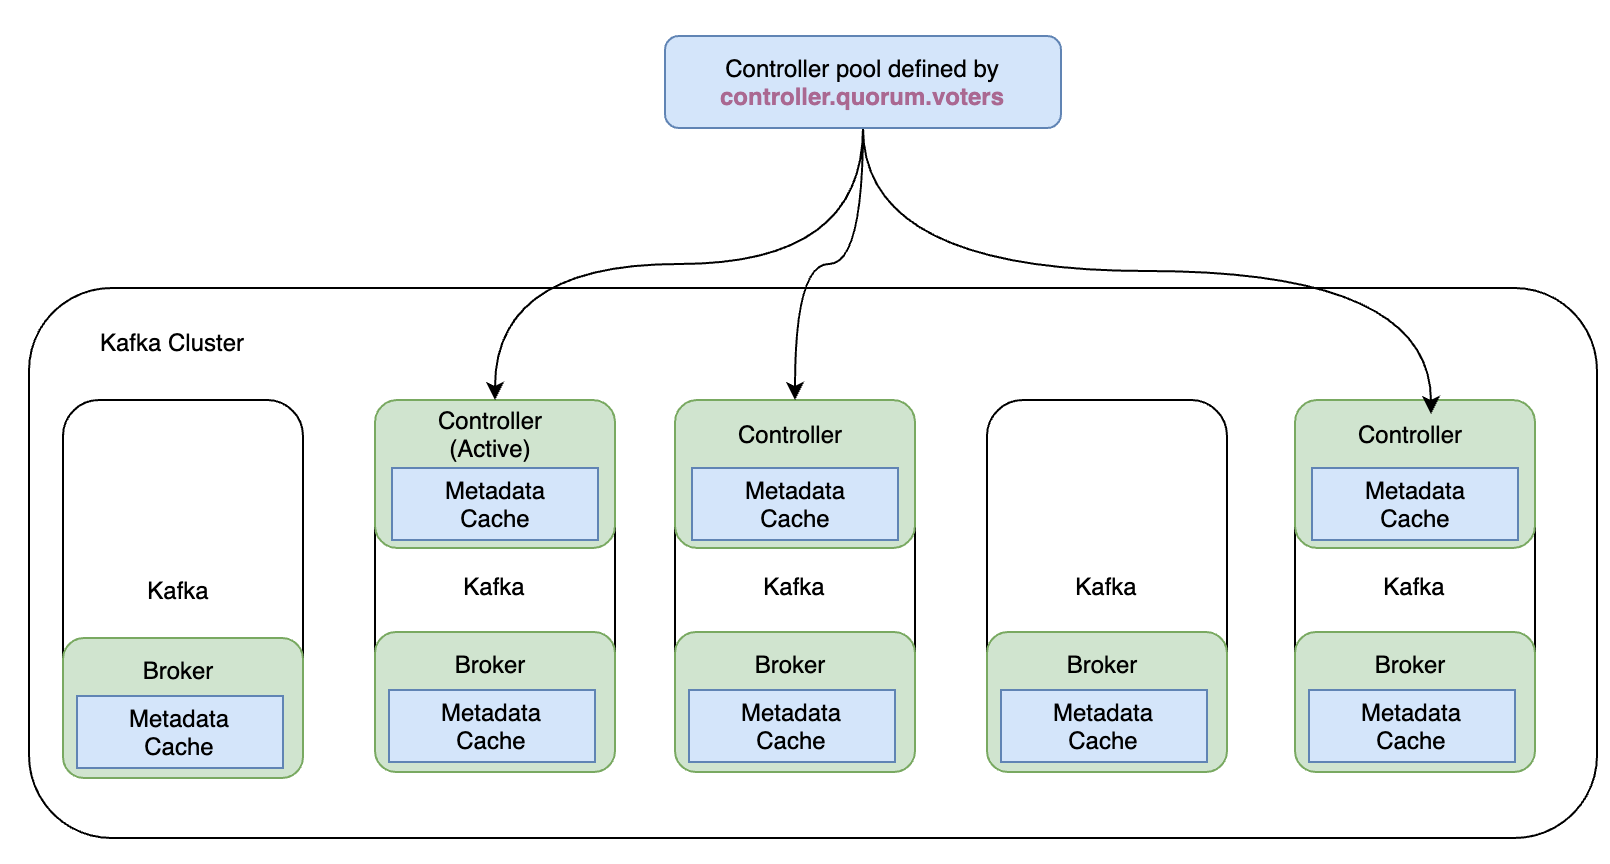 Controller pool defined by
controller.quorum.voters
Kafka Cluster
Kafka
Broker
Metadata
Cache
Controller
(Active)
Metadata
Cache
Kafka
Broker
Metadata
Cache
Controller
Metadata
Cache
Kafka
Broker
Metadata
Cache
Kafka
Broker
Metadata
Cache
Controller
Metadata
Cache
Kafka
Broker
Metadata
Cache